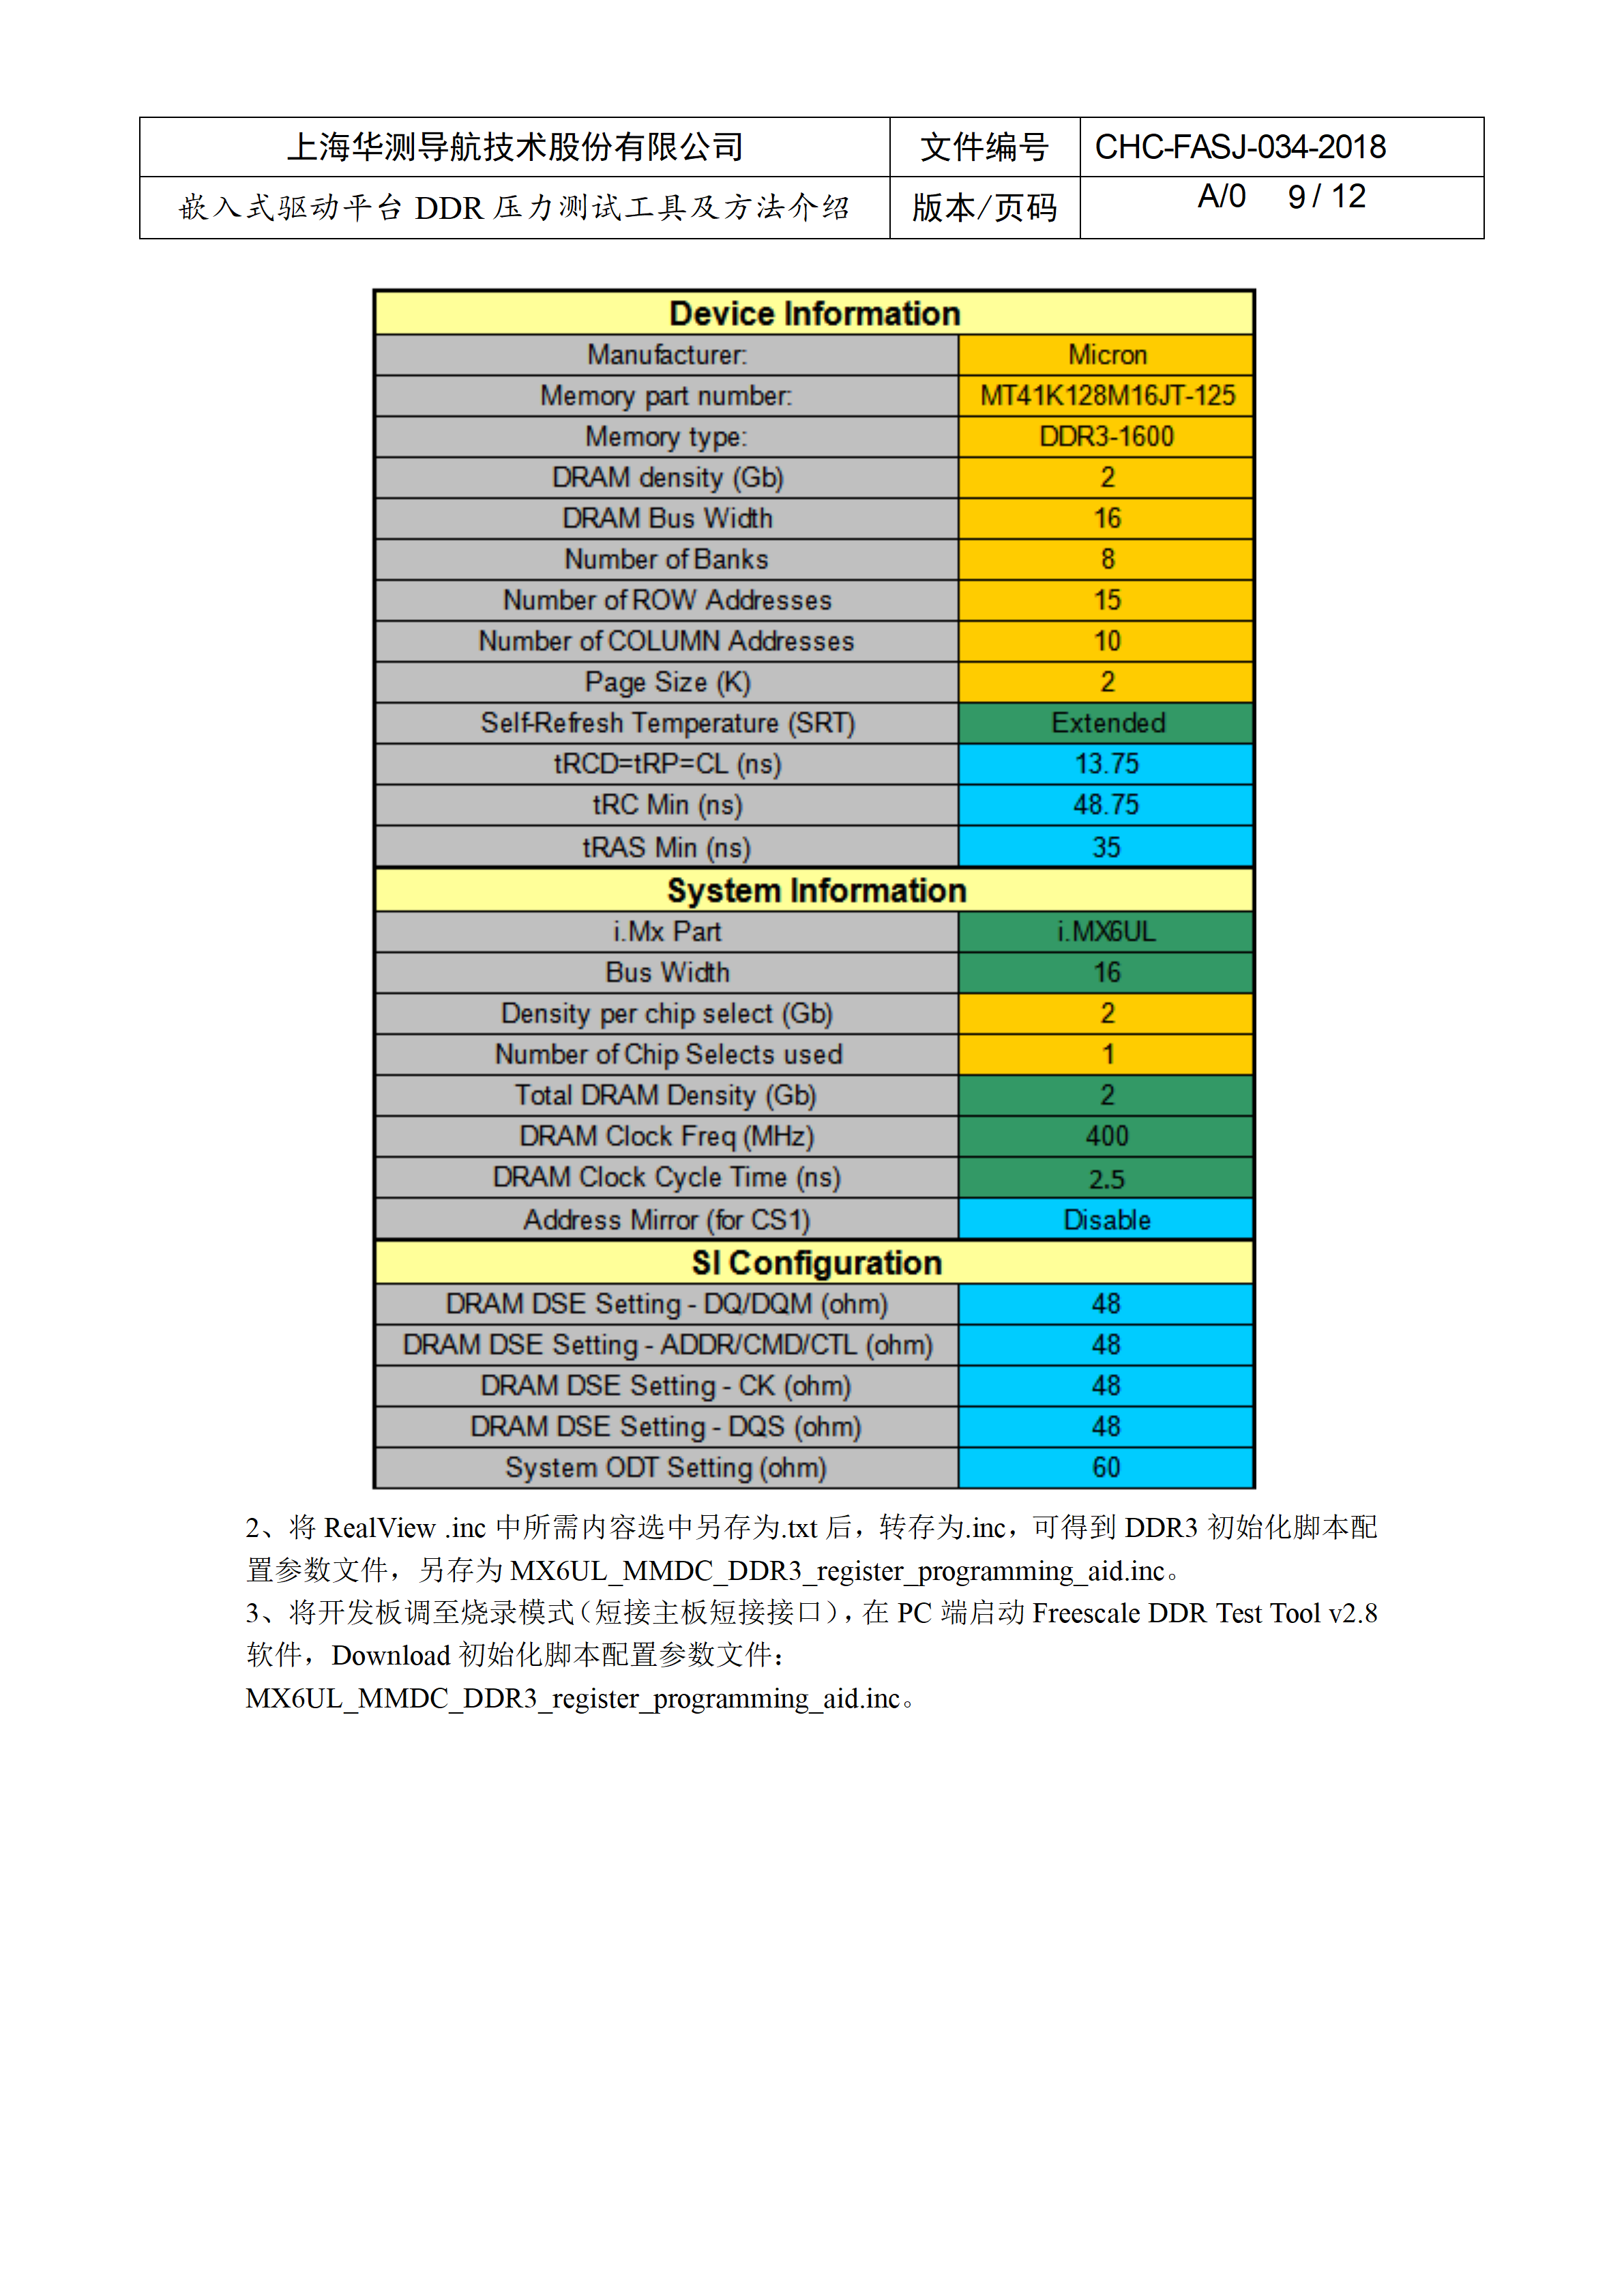 上海华测导航技术股份有限公司 文件编号 CHC-FASJ-034-2018
嵌入式驱动平台 DDR 压力测试工具及方法介绍 版本/页码 A/0 9 / 12
Device Information
Manufacturer: Micron
Memory part number: MT41K128M16JT-125
Memory type: DDR3-1600
DRAM density (Gb) 2
DRAM Bus Width 16
Number of Banks 8
Number of ROW Addresses 15
Number of COLUMN Addresses 10
Page Size (K) 2
Self-Refresh Temperature (SRT) Extended
tRCD=tRP=CL (ns) 13.75
tRC Min (ns) 48.75
tRAS Min (ns) 35
System Information
i.Mx Part i.MX6UL
Bus Width 16
Density per chip select (Gb) 2
Number of Chip Selects used 1
Total DRAM Density (Gb) 2
DRAM Clock Freq (MHz) 400
DRAM Clock Cycle Time (ns) 2.5
Address Mirror (for CS1) Disable
SI Configuration
DRAM DSE Setting - DQ/DQM (ohm) 48
DRAM DSE Setting - ADDR/CMD/CTL (ohm) 48
DRAM DSE Setting - CK (ohm) 48
DRAM DSE Setting - DQS (ohm) 48
System ODT Setting (ohm) 60
2、将 RealView .inc 中所需内容选中另存为.txt 后，转存为.inc，可得到 DDR3 初始化脚本配
置参数文件，另存为 MX6UL_MMDC_DDR3_register_programming_aid.inc。
3、将开发板调至烧录模式（短接主板短接接口），在 PC 端启动 Freescale DDR Test Tool v2.8
软件，Download 初始化脚本配置参数文件：
MX6UL_MMDC_DDR3_register_programming_aid.inc。